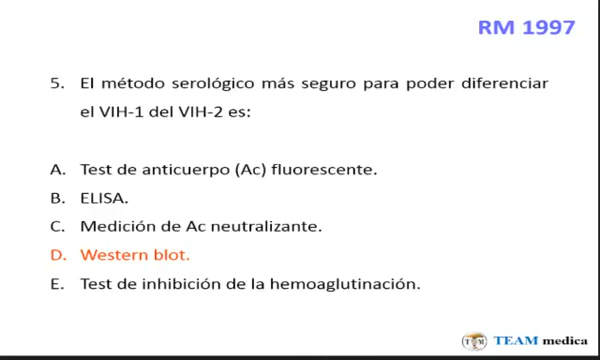 RM 1997
5. El método serológico más seguro para poder diferenciar
el VIH-1 del VIH-2 es:
A. Test de anticuerpo (Ac) fluorescente.
B. ELISA.
C. Medición de Ac neutralizante.
D. Western blot.
E. Test de inhibición de la hemoaglutinación.
TEAM medica